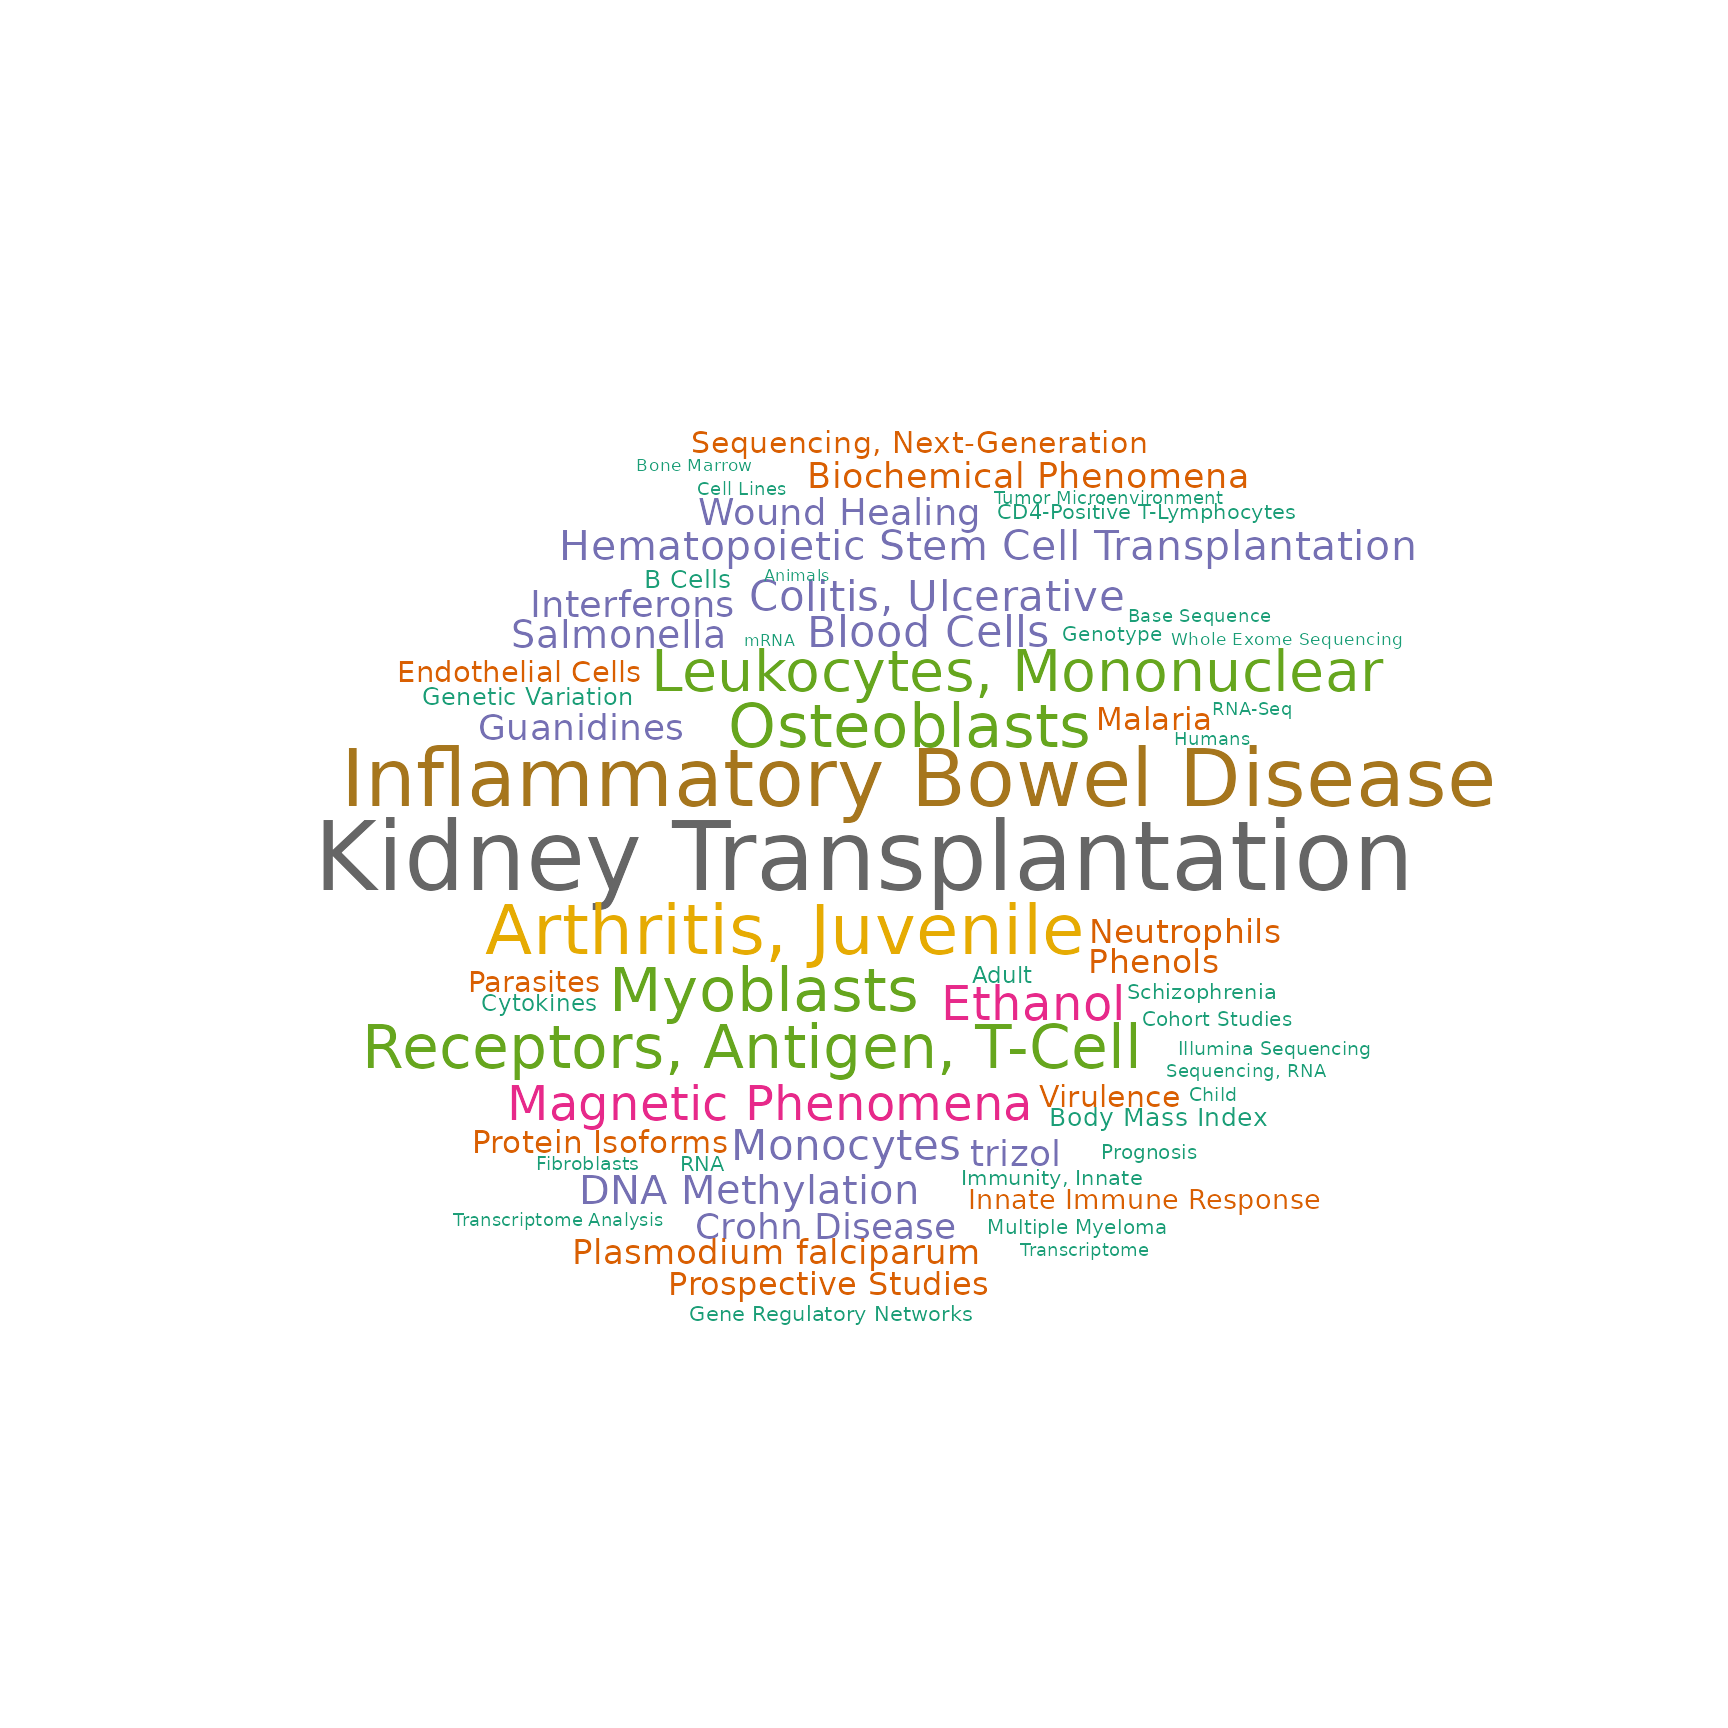 Sequencing, Next-Generation
Bone Marrow
Biochemical Phenomena
Cell Lines
Tumor Microenvironment
Wound Healing
CD4-Positive T-Lymphocytes
Hematopoietic Stem Cell Transplantation
B Cells
Animals
Interferons
Colitis, Ulcerative
Base Sequence
Salmonella
mRNA
Blood Cells
Genotype
Whole Exome Sequencing
Endothelial Cells
Leukocytes, Mononuclear
Genetic Variation
Guanidines
Osteoblasts
Malaria
RNA-Seq
Humans
Inflammatory Bowel Disease
Kidney Transplantation
Arthritis, Juvenile
Neutrophils
Phenols
Parasites
Myoblasts
Adult
Cytokines
Ethanol
Schizophrenia
Cohort Studies
Receptors, Antigen, T-Cell
Illumina Sequencing
Sequencing, RNA
Magnetic Phenomena
Virulence
Child
Body Mass Index
Protein Isoforms
Monocytes
trizol
Prognosis
Fibroblasts
RNA
Immunity, Innate
DNA Methylation
Innate Immune Response
Transcriptome Analysis
Crohn Disease
Multiple Myeloma
Plasmodium falciparum
Transcriptome
Prospective Studies
Gene Regulatory Networks